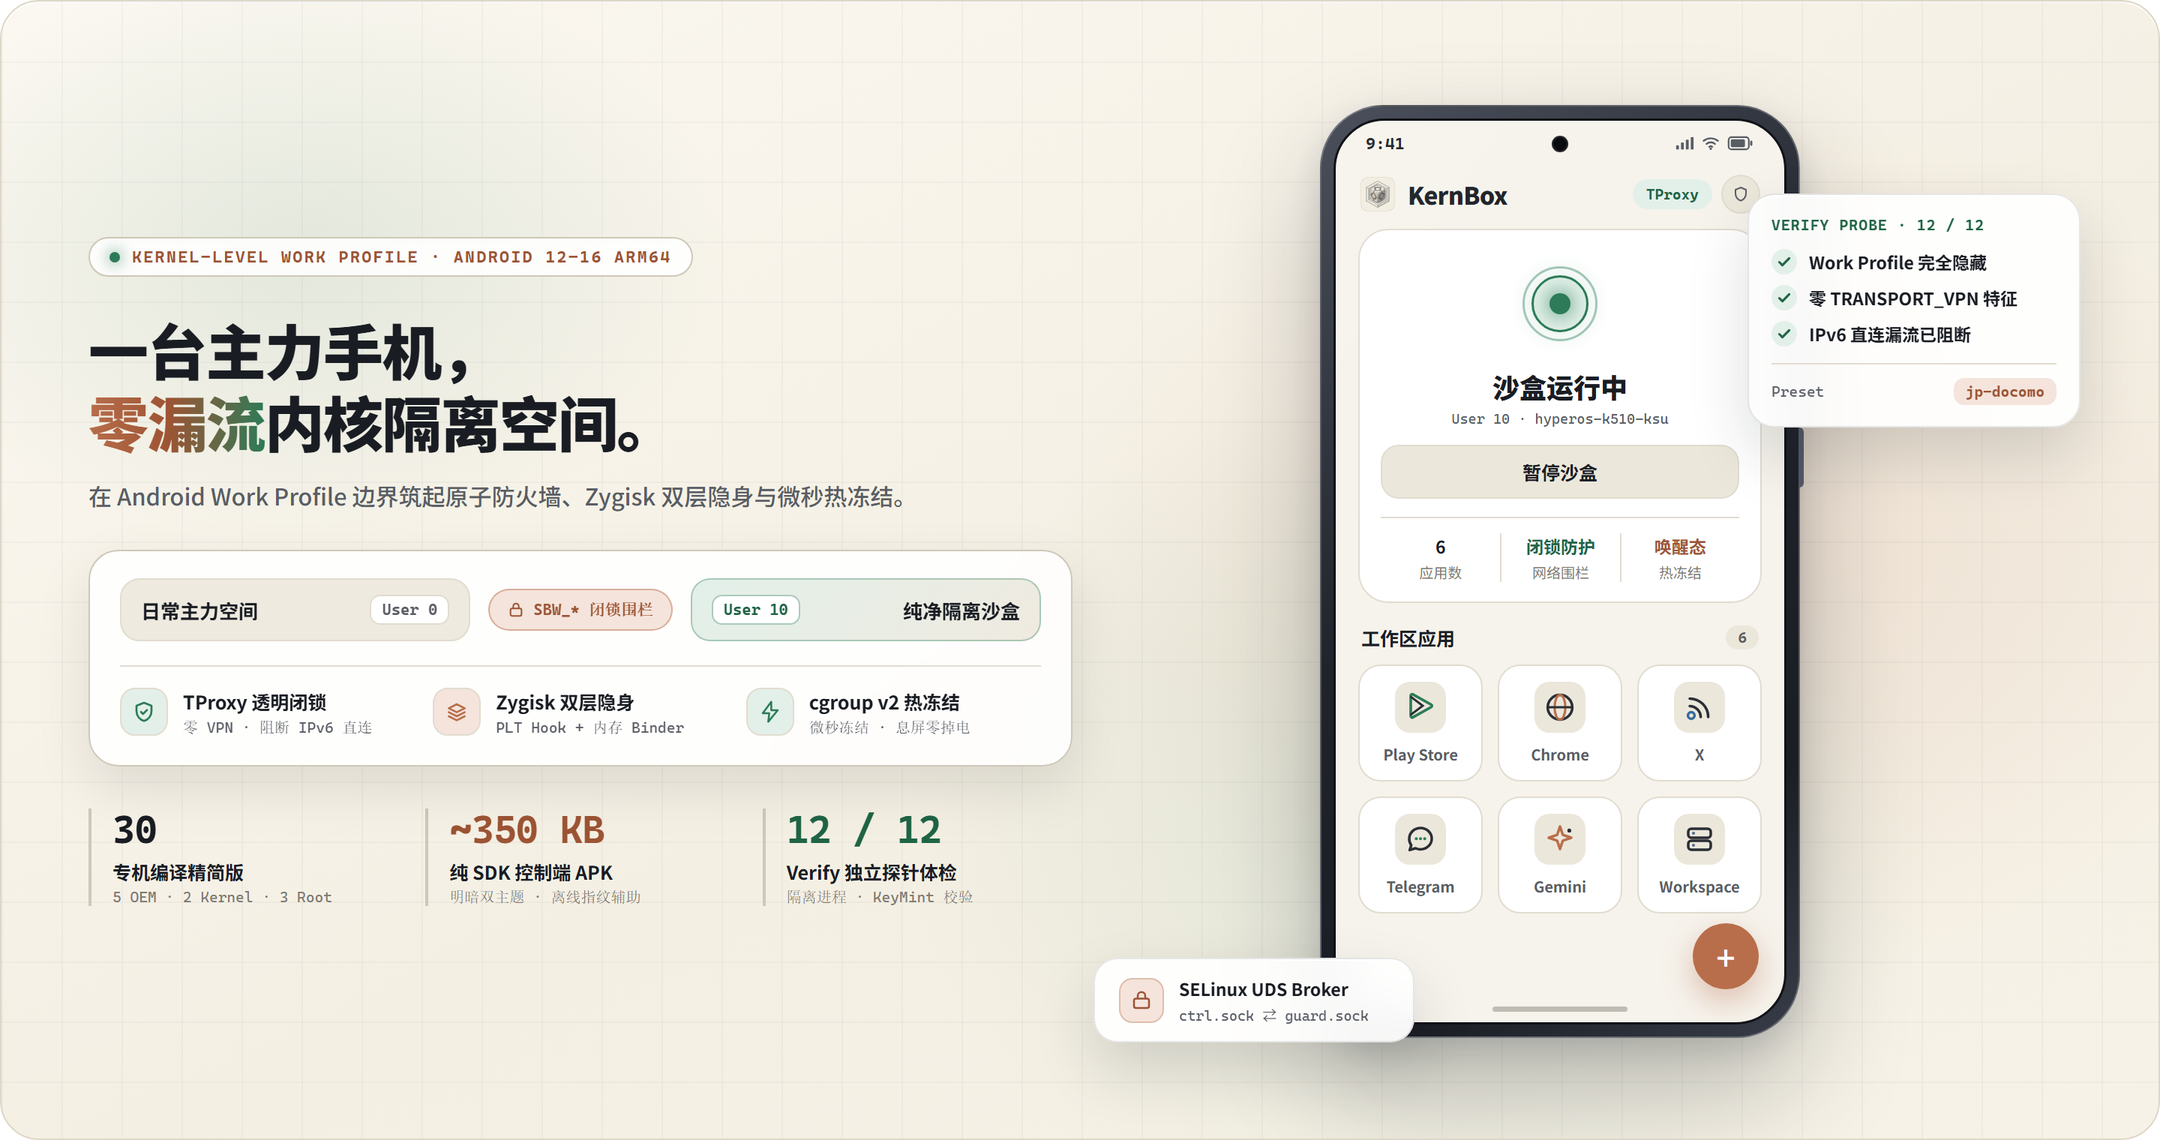 KERNEL-LEVEL WORK PROFILE · ANDROID 12-16 ARM64
一台主力手机，
零漏流内核隔离空间。
在 Android Work Profile 边界筑起原子防火墙、Zygisk 双层隐身与微秒热冻结。
日常主力空间
User 0
SBW_* 闭锁围栏
User 10
纯净隔离沙盒
TProxy 透明闭锁
零 VPN · 阻断 IPv6 直连
Zygisk 双层隐身
PLT Hook + 内存 Binder
cgroup v2 热冻结
微秒冻结 · 息屏零掉电
30
专机编译精简版
5 OEM · 2 Kernel · 3 Root
~350 KB
纯 SDK 控制端 APK
明暗双主题 · 离线指纹辅助
12 / 12
Verify 独立探针体检
隔离进程 · KeyMint 校验
9:41
KernBox
TProxy
沙盒运行中
User 10 · hyperos-k510-ksu
暂停沙盒
6
应用数
闭锁防护
网络围栏
唤醒态
热冻结
工作区应用
6
Play Store
Chrome
X
Telegram
Gemini
Workspace
+
VERIFY PROBE · 12 / 12
Work Profile 完全隐藏
零 TRANSPORT_VPN 特征
IPv6 直连漏流已阻断
Preset
jp-docomo
SELinux UDS Broker
ctrl.sock ⇄ guard.sock